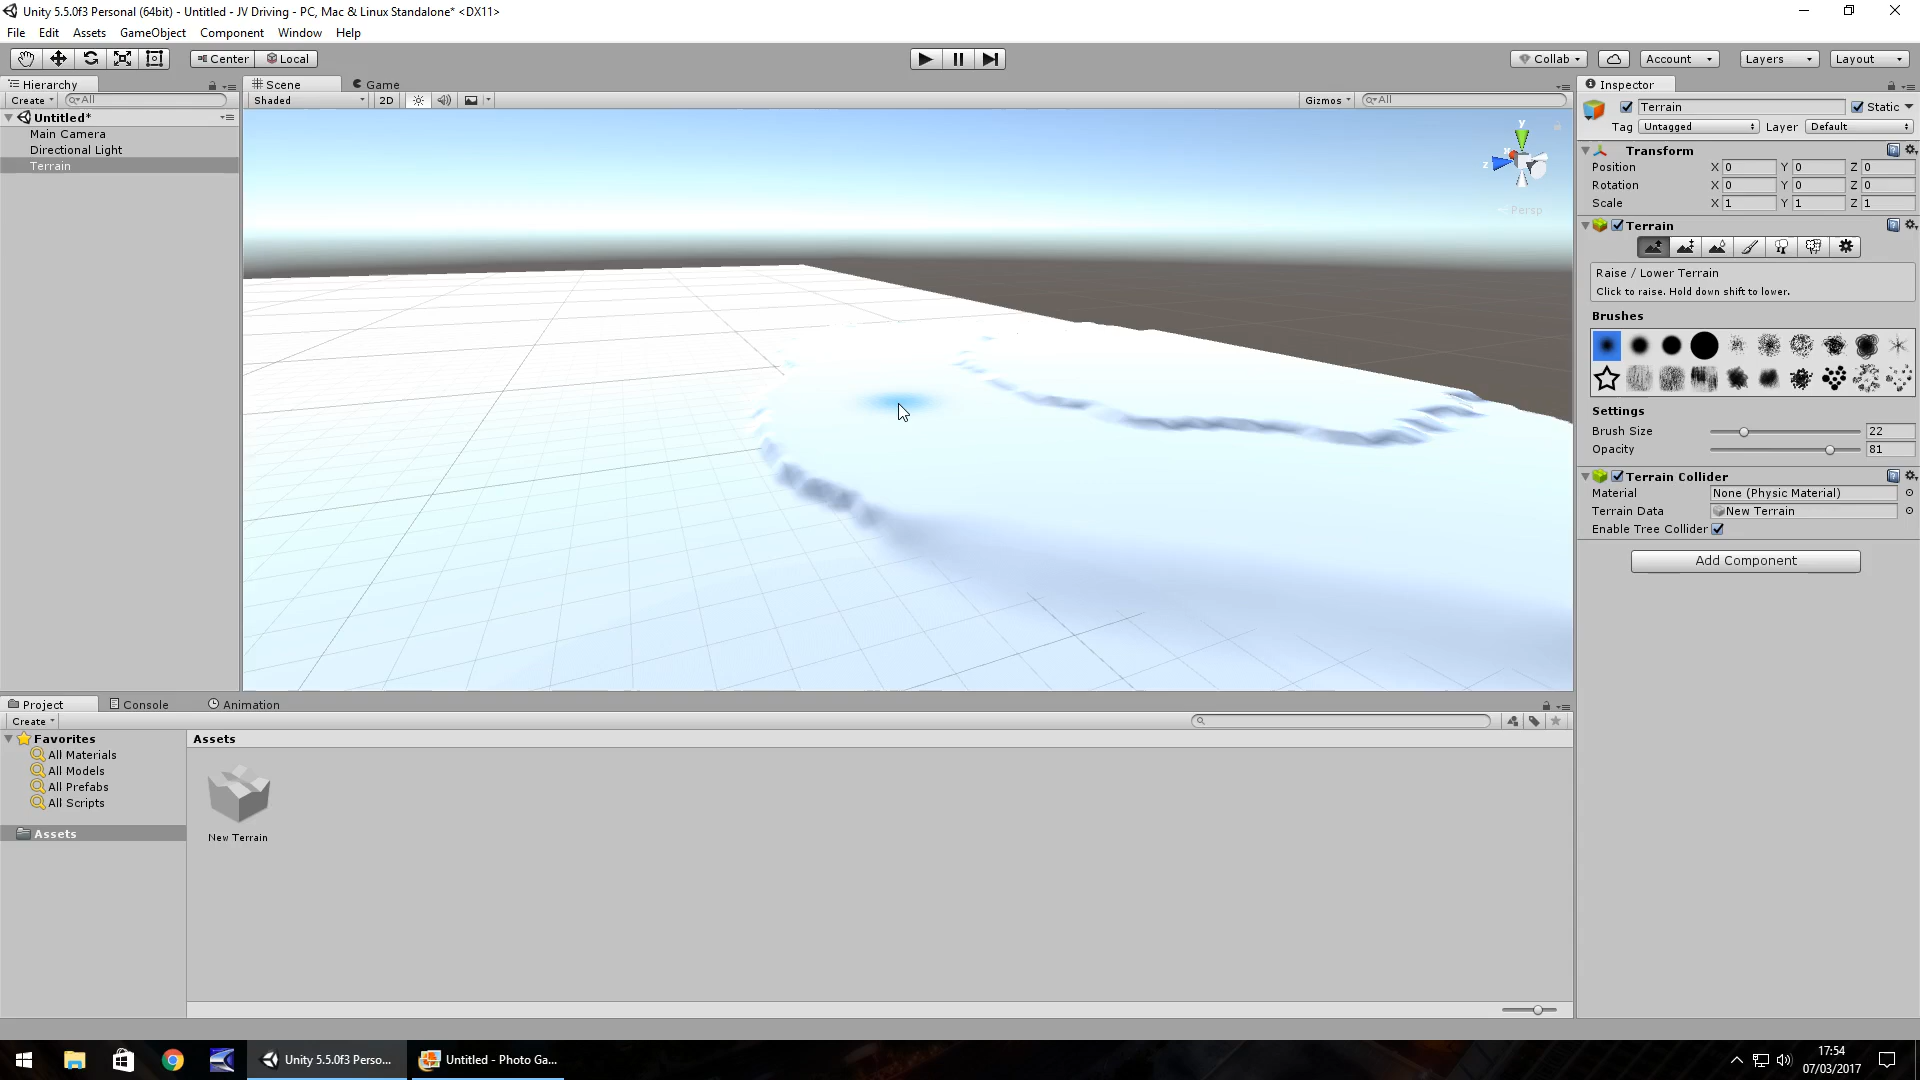 Unity 5.5.0f3 Personal (64bit) - Untitled - JV Driving - PC, Mac & Linux Standalone* <DX11>
File Edit Assets GameObject Component Window Help
Center Local Collab Account Layers Layout
Hierarchy
Create All
Untitled*
Main Camera
Directional Light
Terrain
Scene Game
Shaded 2D Gizmos All
y
x
z
Persp
Inspector
Terrain Static
Tag Untagged Layer Default
Transform
Position X 0 Y 0 Z 0
Rotation X 0 Y 0 Z 0
Scale X 1 Y 1 Z 1
Terrain
Raise / Lower Terrain
Click to raise. Hold down shift to lower.
Brushes
Settings
Brush Size 22
Opacity 81
Terrain Collider
Material None (Physic Material)
Terrain Data New Terrain
Enable Tree Collider
Add Component
Project Console Animation
Create
Favorites
All Materials
All Models
All Prefabs
All Scripts
Assets
Assets
New Terrain
Unity 5.5.0f3 Perso...
Untitled - Photo Ga...
17:54
07/03/2017